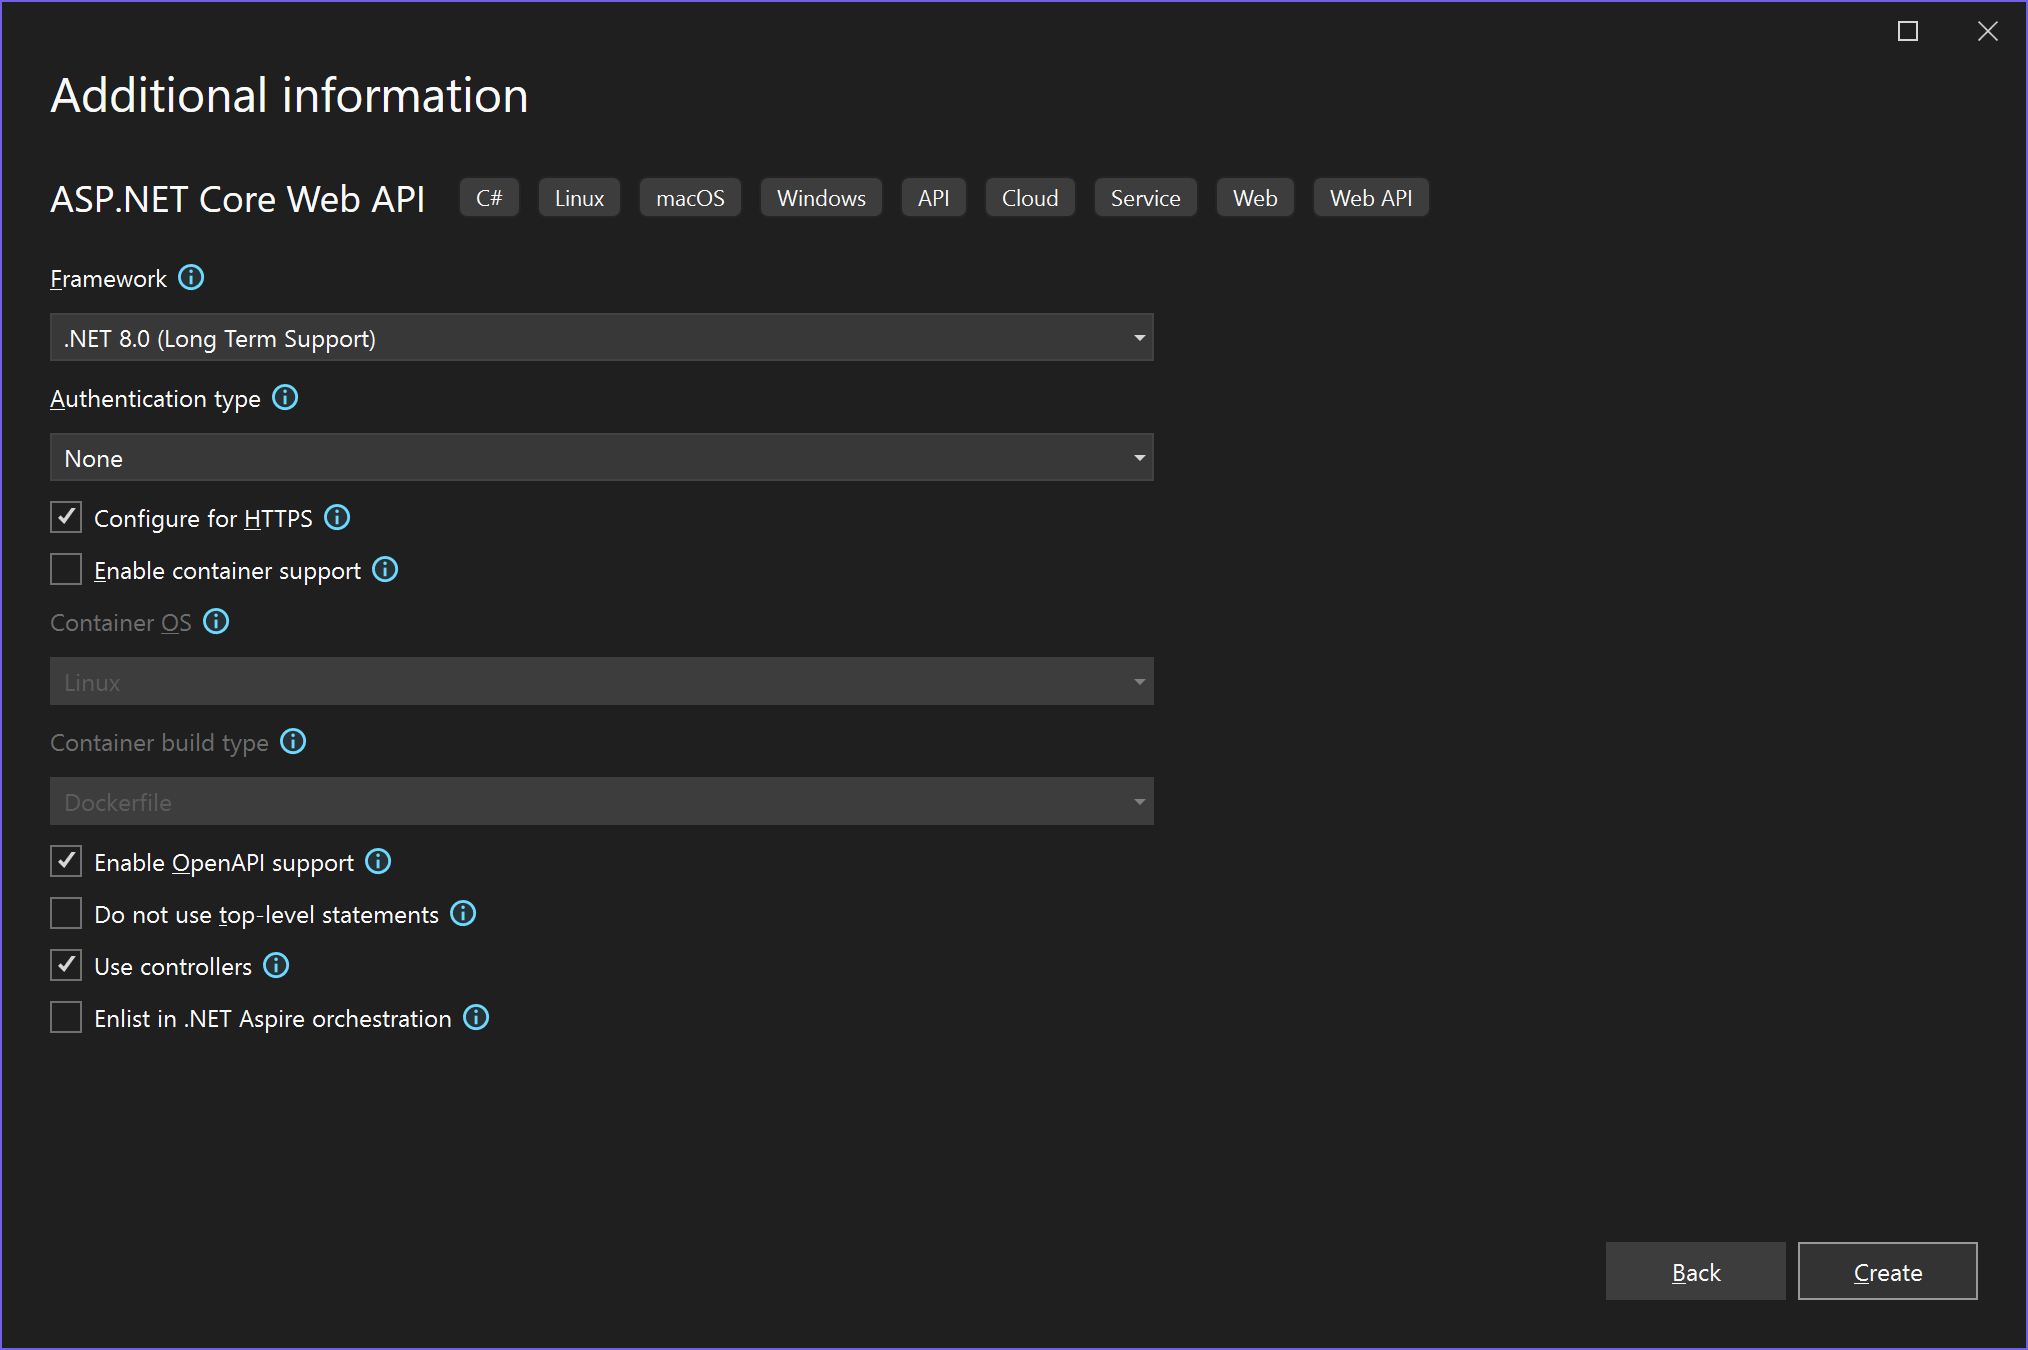 Additional information
ASP.NET Core Web API C# Linux macOS Windows API Cloud Service Web Web API
Framework
.NET 8.0 (Long Term Support)
Authentication type
None
Configure for HTTPS
Enable container support
Container OS
Linux
Container build type
Dockerfile
Enable OpenAPI support
Do not use top-level statements
Use controllers
Enlist in .NET Aspire orchestration
Back Create